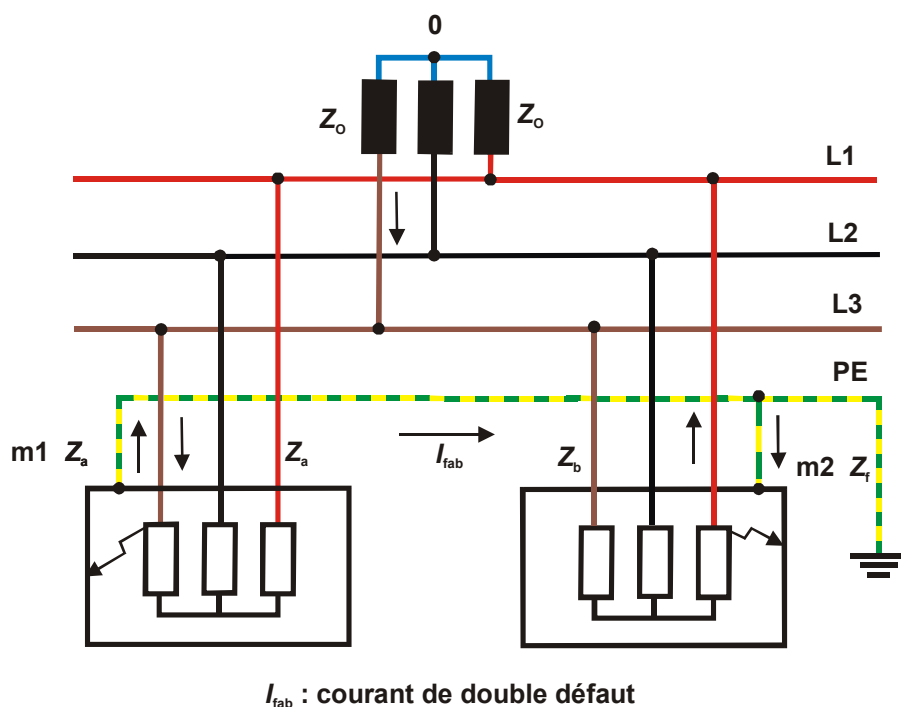 0
Zo Zo
L1
L2
L3
PE
m1 Za
Za
Ifab
Zb
m2 Zf
Ifab : courant de double défaut